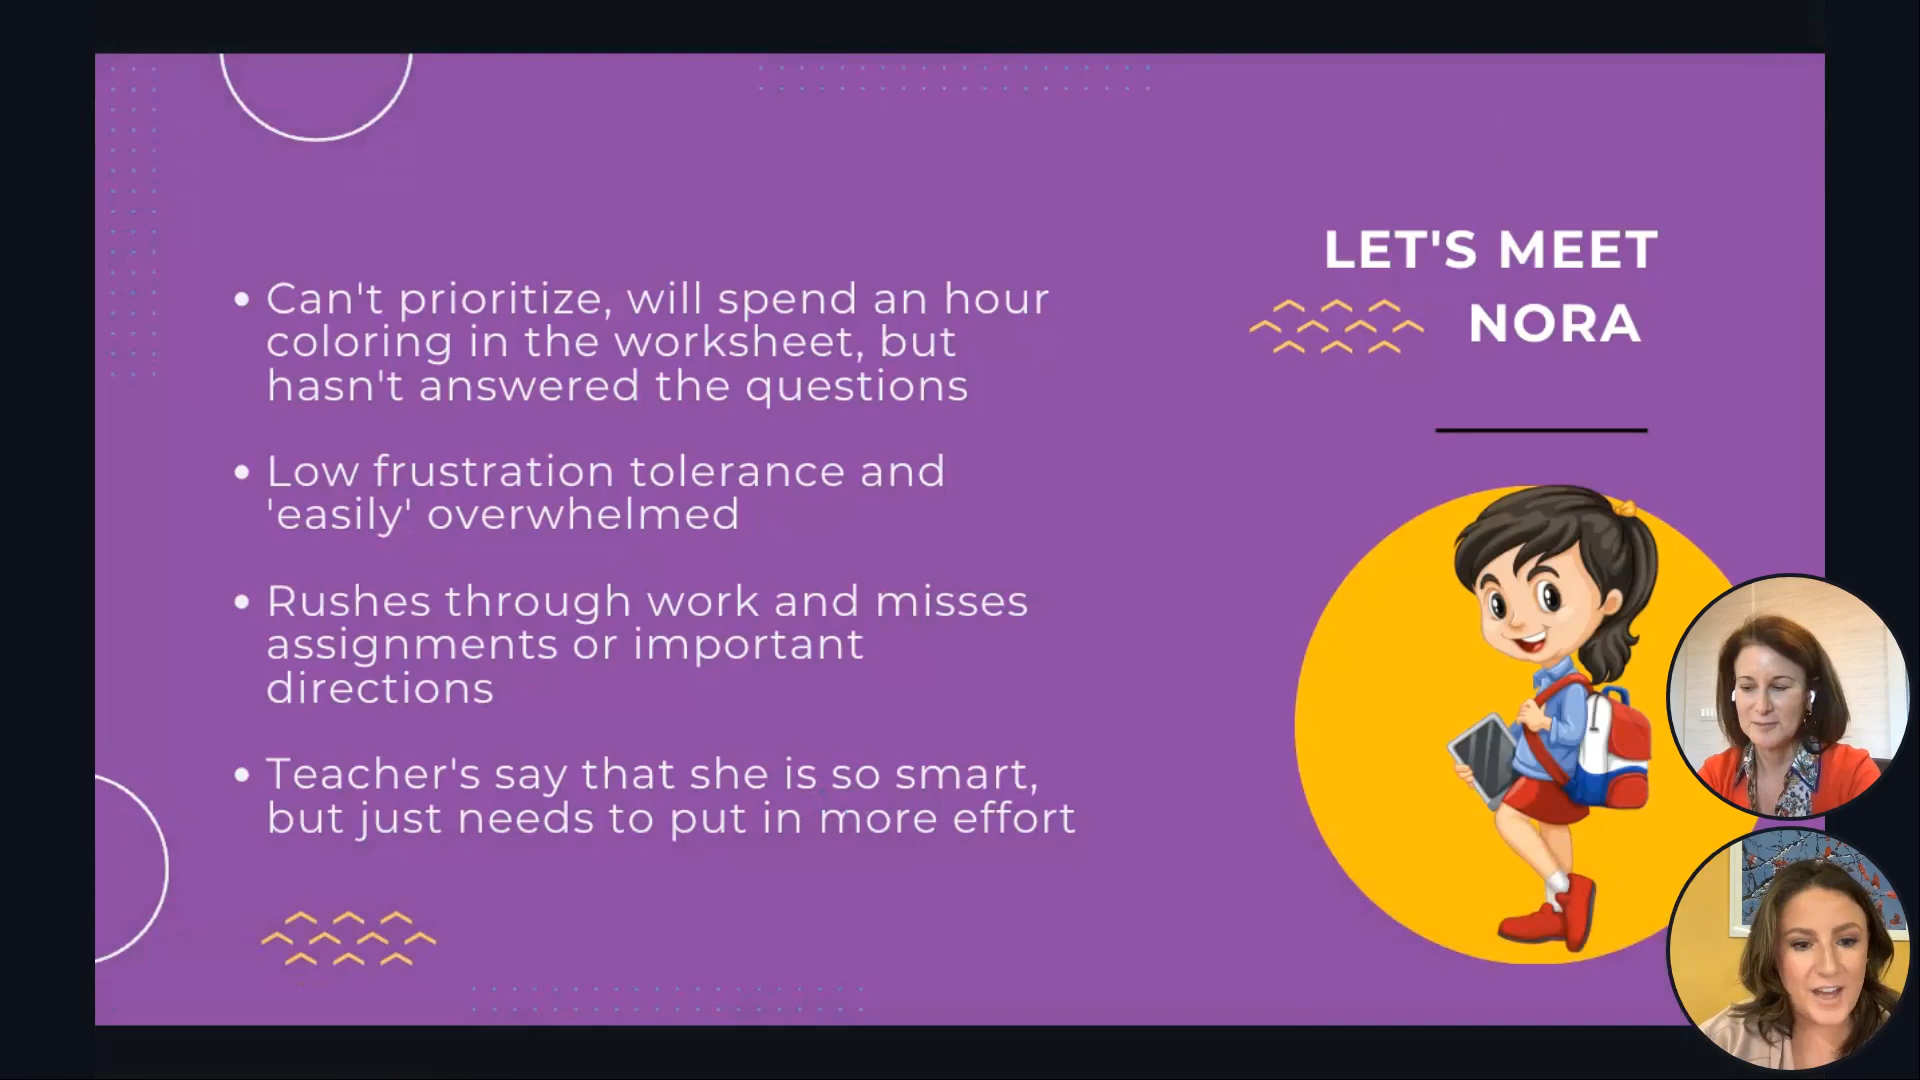 LET'S MEET
NORA
• Can't prioritize, will spend an hour
coloring in the worksheet, but
hasn't answered the questions
• Low frustration tolerance and
'easily' overwhelmed
• Rushes through work and misses
assignments or important
directions
• Teacher's say that she is so smart,
but just needs to put in more effort